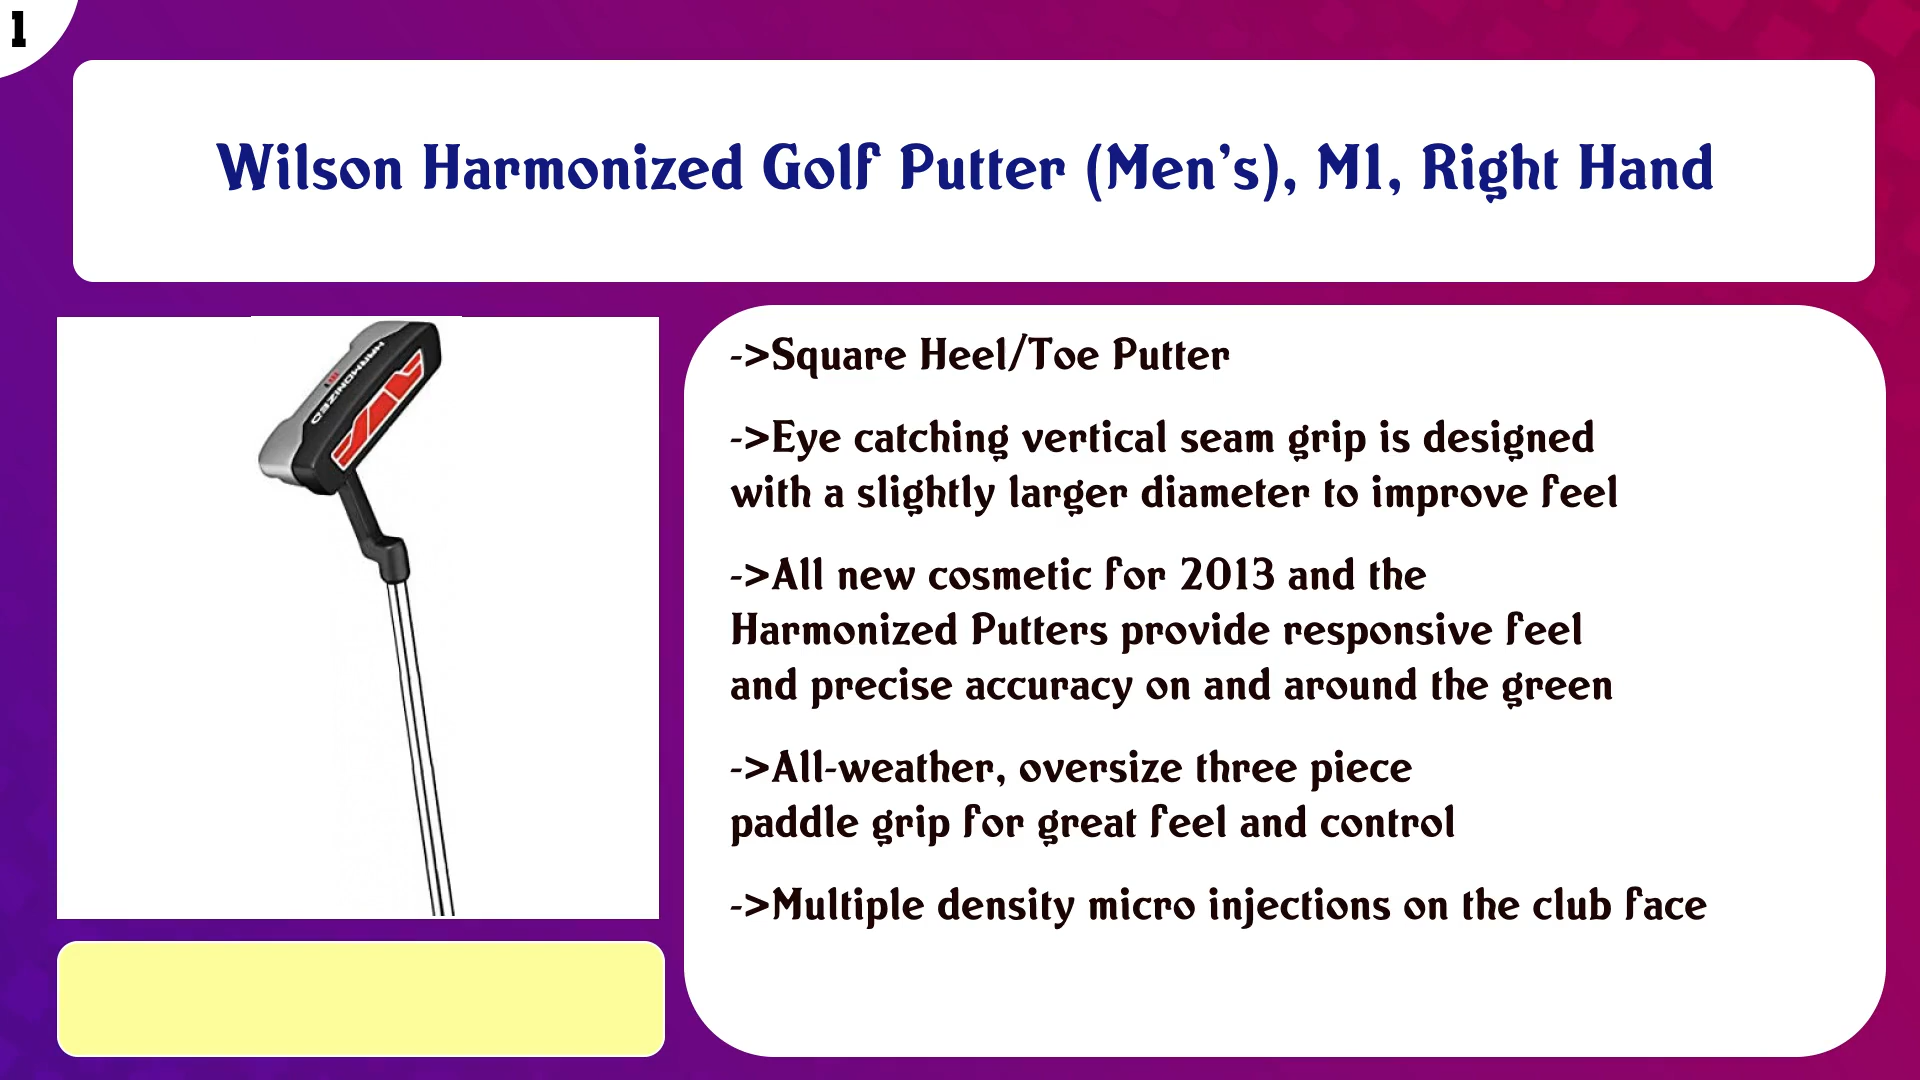 1
Wilson Harmonized Golf Putter (Men's), M1, Right Hand
HARMONIZED
M1
->Square Heel/Toe Putter
->Eye catching vertical seam grip is designed
with a slightly larger diameter to improve feel
->All new cosmetic for 2013 and the
Harmonized Putters provide responsive feel
and precise accuracy on and around the green
->All-weather, oversize three piece
paddle grip for great feel and control
->Multiple density micro injections on the club face